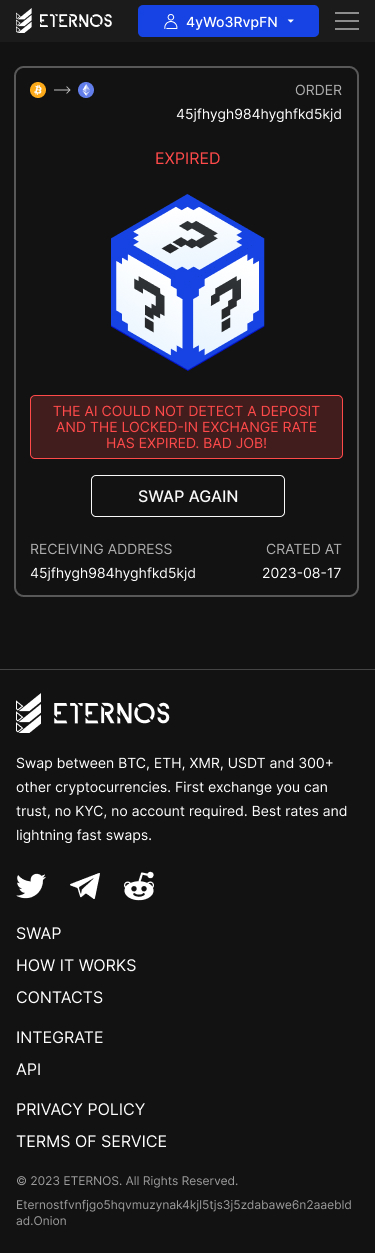 ETERNOS
4yWo3RvpFN
ORDER
45jfhygh984hyghfkd5kjd
EXPIRED
THE AI COULD NOT DETECT A DEPOSIT
AND THE LOCKED-IN EXCHANGE RATE
HAS EXPIRED. BAD JOB!
SWAP AGAIN
RECEIVING ADDRESS
45jfhygh984hyghfkd5kjd
CRATED AT
2023-08-17
ETERNOS
Swap between BTC, ETH, XMR, USDT and 300+
other cryptocurrencies. First exchange you can
trust, no KYC, no account required. Best rates and
lightning fast swaps.
SWAP
HOW IT WORKS
CONTACTS
INTEGRATE
API
PRIVACY POLICY
TERMS OF SERVICE
© 2023 ETERNOS. All Rights Reserved.
Eternostfvnfjgo5hqvmuzynak4kjl5tjs3j5zdabawe6n2aaebld
ad.Onion